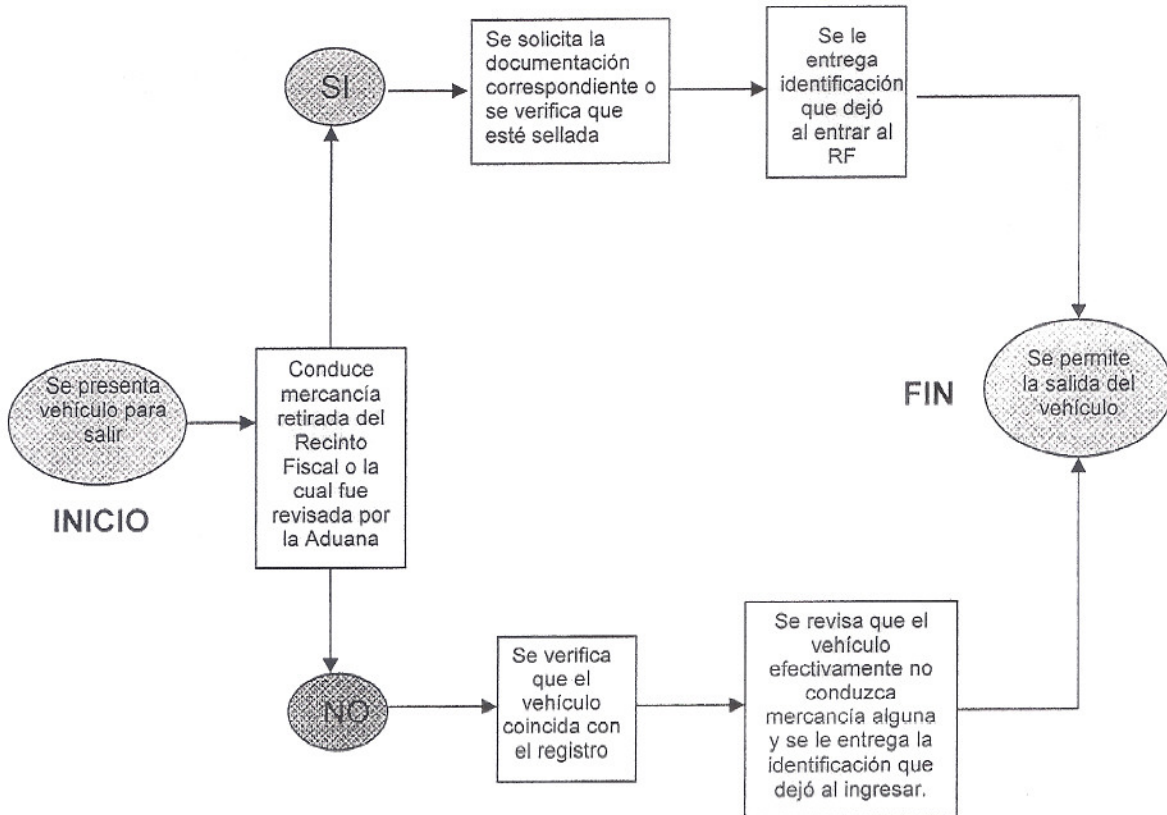 SI
Se solicita la
documentación
correspondiente o
se verifica que
esté sellada
Se le
entrega
identificación
que dejó
al entrar al
RF
Se presenta
vehículo para
salir
INICIO
Conduce
mercancía
retirada del
Recinto
Fiscal o la
cual fue
revisada por
la Aduana
FIN
Se permite
la salida del
vehículo
NO
Se verifica
que el
vehículo
coincida con
el registro
Se revisa que el
vehículo
efectivamente no
conduzca
mercancía alguna
y se le entrega la
identificación que
dejó al ingresar.